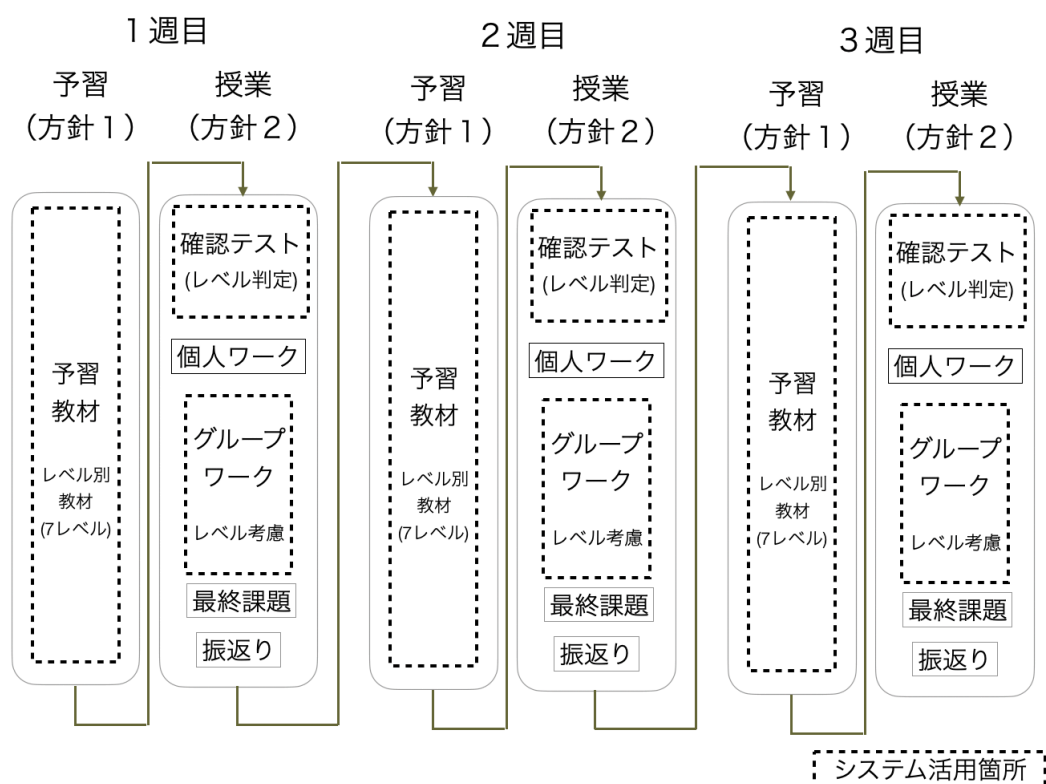 1週目
予習
(方針1)
予習
教材
レベル別
教材
(7レベル)
授業
(方針2)
確認テスト
(レベル判定)
個人ワーク
グループ
ワーク
レベル考慮
最終課題
振返り
2週目
予習
(方針1)
予習
教材
レベル別
教材
(7レベル)
授業
(方針2)
確認テスト
(レベル判定)
個人ワーク
グループ
ワーク
レベル考慮
最終課題
振返り
3週目
予習
(方針1)
予習
教材
レベル別
教材
(7レベル)
授業
(方針2)
確認テスト
(レベル判定)
個人ワーク
グループ
ワーク
レベル考慮
最終課題
振返り
システム活用箇所